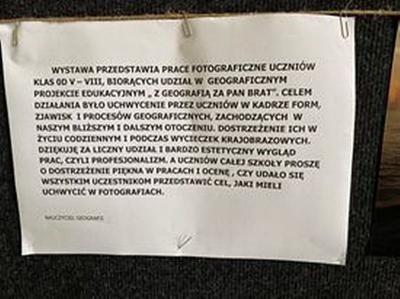 WYSTAWA PRZEDSTAWIA PRACE FOTOGRAFICZNE UCZNIÓW
KLAS 0D V – VIII, BIORĄCYCH UDZIAŁ W GEOGRAFICZNYM
PROJEKCIE EDUKACYJNYM „ Z GEOGRAFIĄ ZA PAN BRAT". CELEM
DZIAŁANIA BYŁO UCHWYCENIE PRZEZ UCZNIÓW W KADRZE FORM,
ZJAWISK I PROCESÓW GEOGRAFICZNYCH, ZACHODZĄCYCH W
NASZYM BLIŻSZYM I DALSZYM OTOCZENIU. DOSTRZEŻENIE ICH W
ŻYCIU CODZIENNYM I PODCZAS WYCIECZEK KRAJOBRAZOWYCH.
DZIĘKUJĘ ZA LICZNY UDZIAŁ I BARDZO ESTETYCZNY WYGLĄD
PRAC, CZYLI PROFESJONALIZM. A UCZNIÓW CAŁEJ SZKOŁY PROSZĘ
O DOSTRZEŻENIE PIĘKNA W PRACACH I OCENĘ , CZY UDAŁO SIĘ
WSZYSTKIM UCZESTNIKOM PRZEDSTAWIĆ CEL, JAKI MIELI
UCHWYCIĆ W FOTOGRAFIACH.
NAUCZYCIEL GEOGRAFII